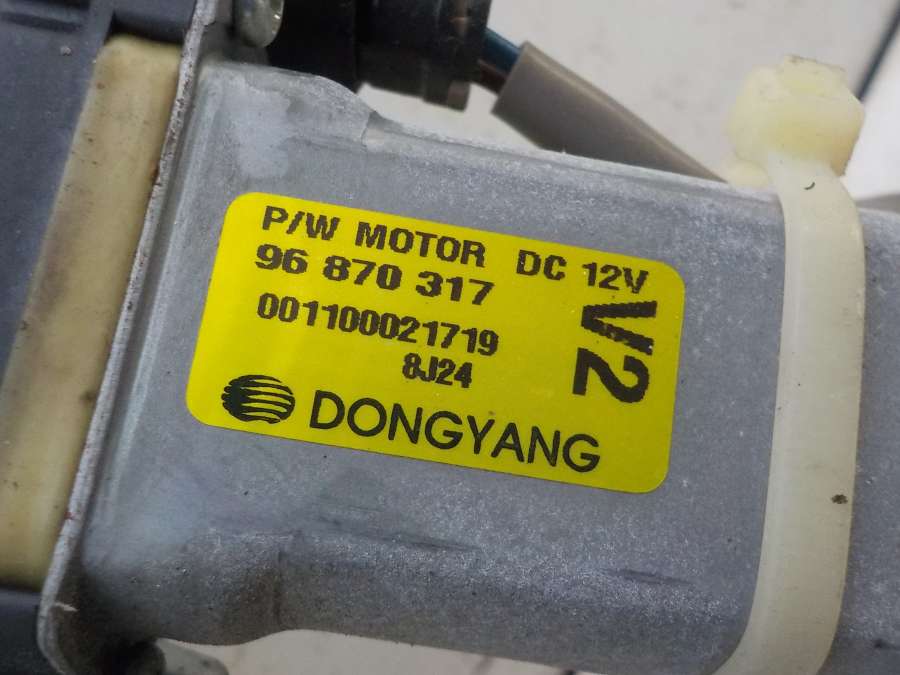 P/W MOTOR DC 12V
96 870 317
001100021719
8J24
V2
DONGYANG